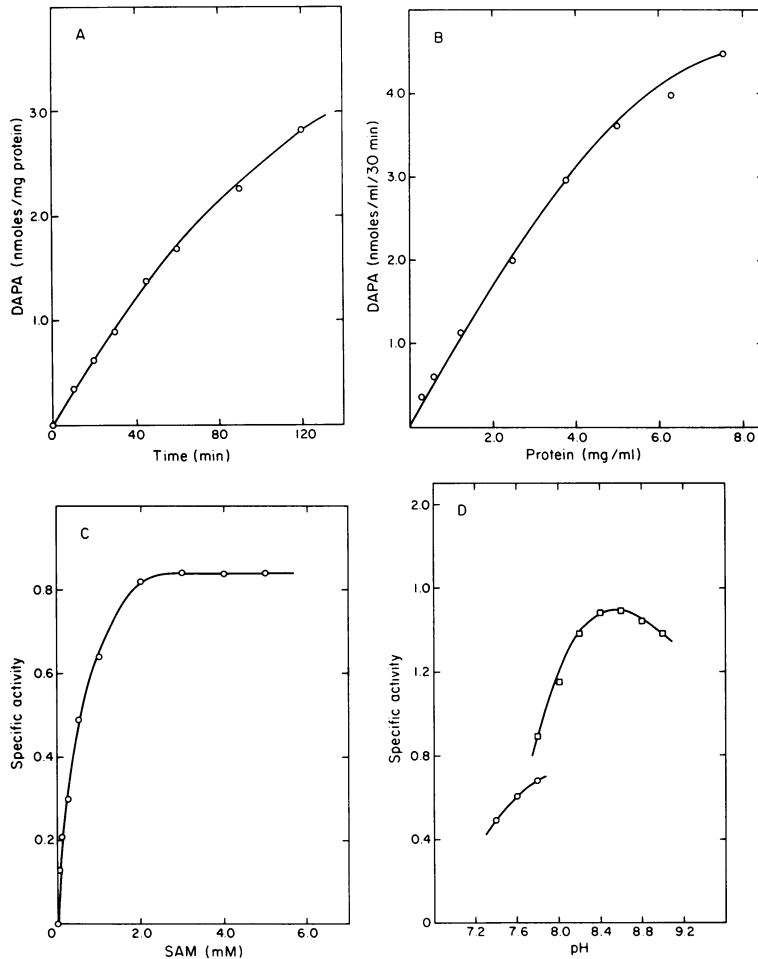 A
DAPA (nmoles/mg protein)
3.0
2.0
1.0
0 40 80 120
Time (min)
B
DAPA (nmoles/ml/30 min)
4.0
3.0
2.0
1.0
2.0 4.0 6.0 8.0
Protein (mg/ml)
C
Specific activity
0.8
0.6
0.4
0.2
0
0 2.0 4.0 6.0
SAM (mM)
D
Specific activity
2.0
1.0
1.2
0.8
0.4
0
7.2 7.6 8.0 8.4 8.8 9.2
pH